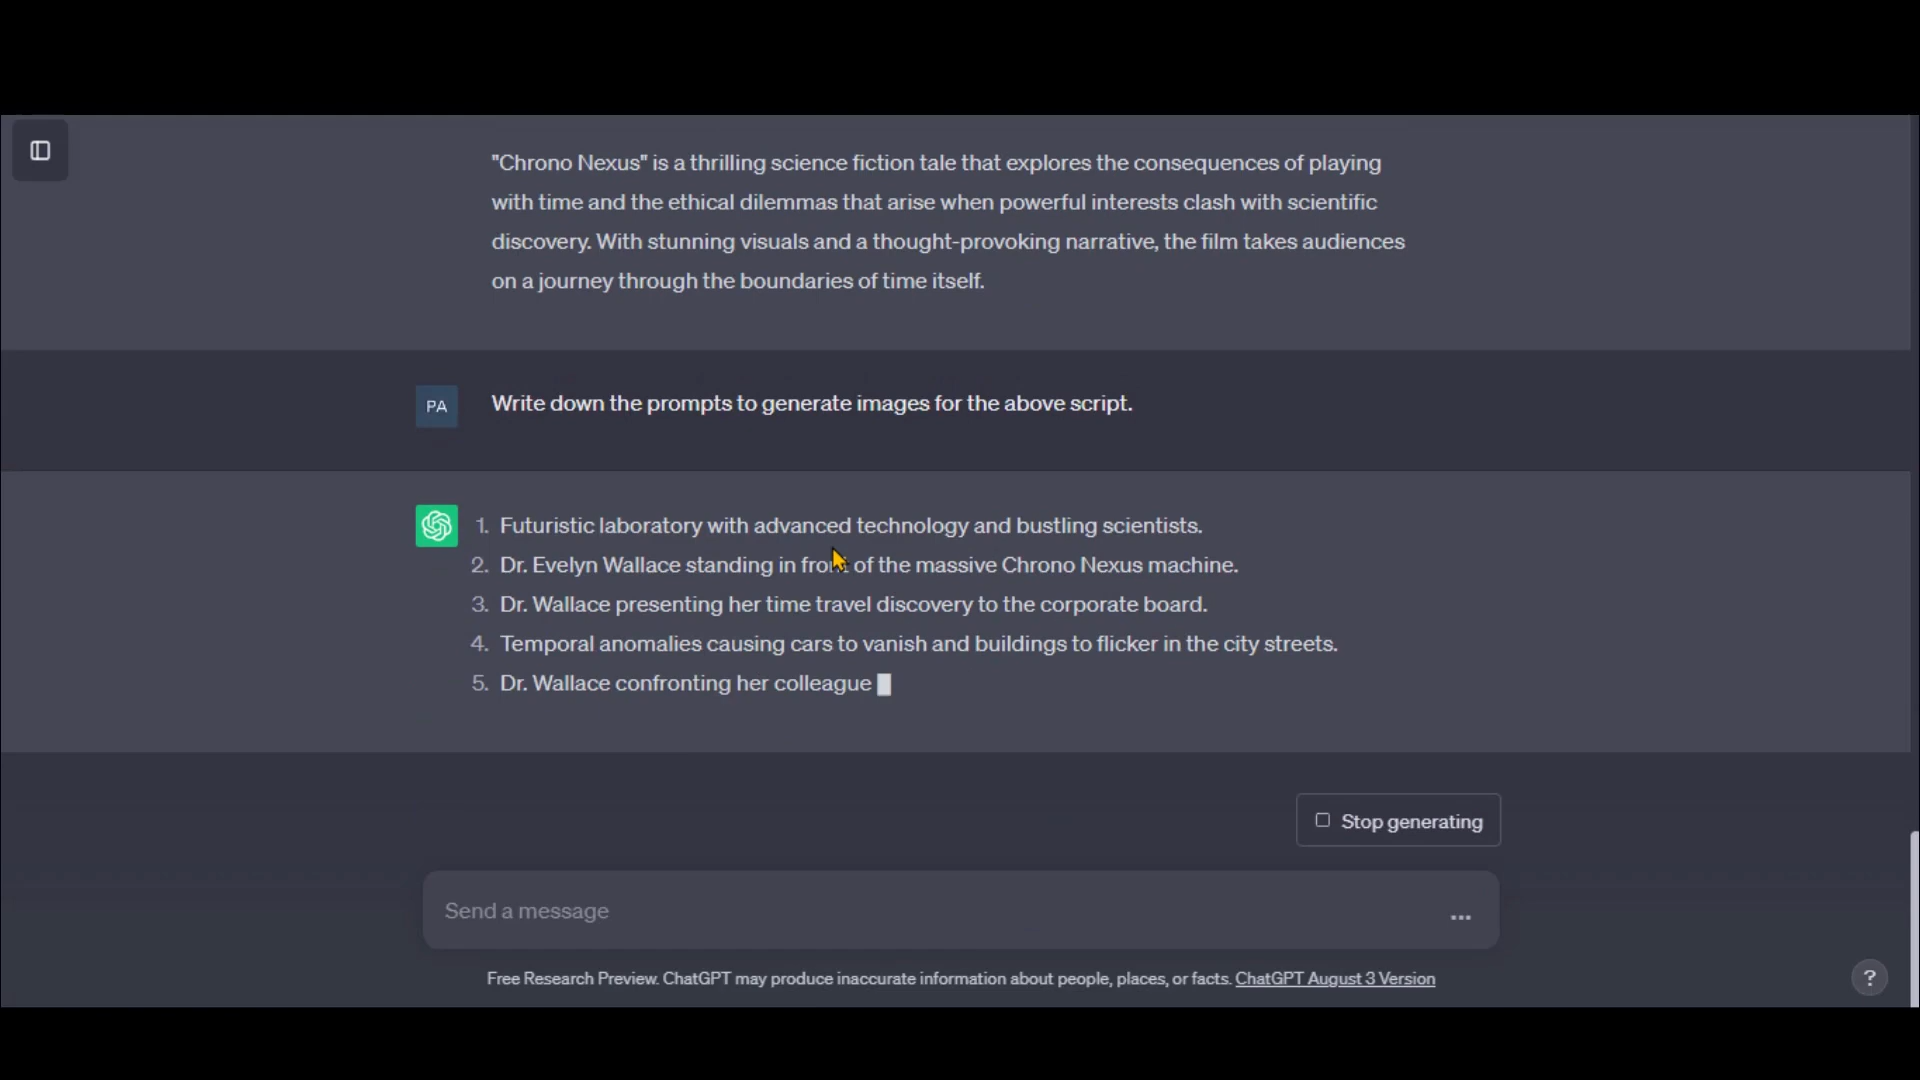 "Chrono Nexus" is a thrilling science fiction tale that explores the consequences of playing
with time and the ethical dilemmas that arise when powerful interests clash with scientific
discovery. With stunning visuals and a thought-provoking narrative, the film takes audiences
on a journey through the boundaries of time itself.
PA
Write down the prompts to generate images for the above script.
1. Futuristic laboratory with advanced technology and bustling scientists.
2. Dr. Evelyn Wallace standing in front of the massive Chrono Nexus machine.
3. Dr. Wallace presenting her time travel discovery to the corporate board.
4. Temporal anomalies causing cars to vanish and buildings to flicker in the city streets.
5. Dr. Wallace confronting her colleague
Stop generating
Send a message
...
Free Research Preview. ChatGPT may produce inaccurate information about people, places, or facts. ChatGPT August 3 Version
?